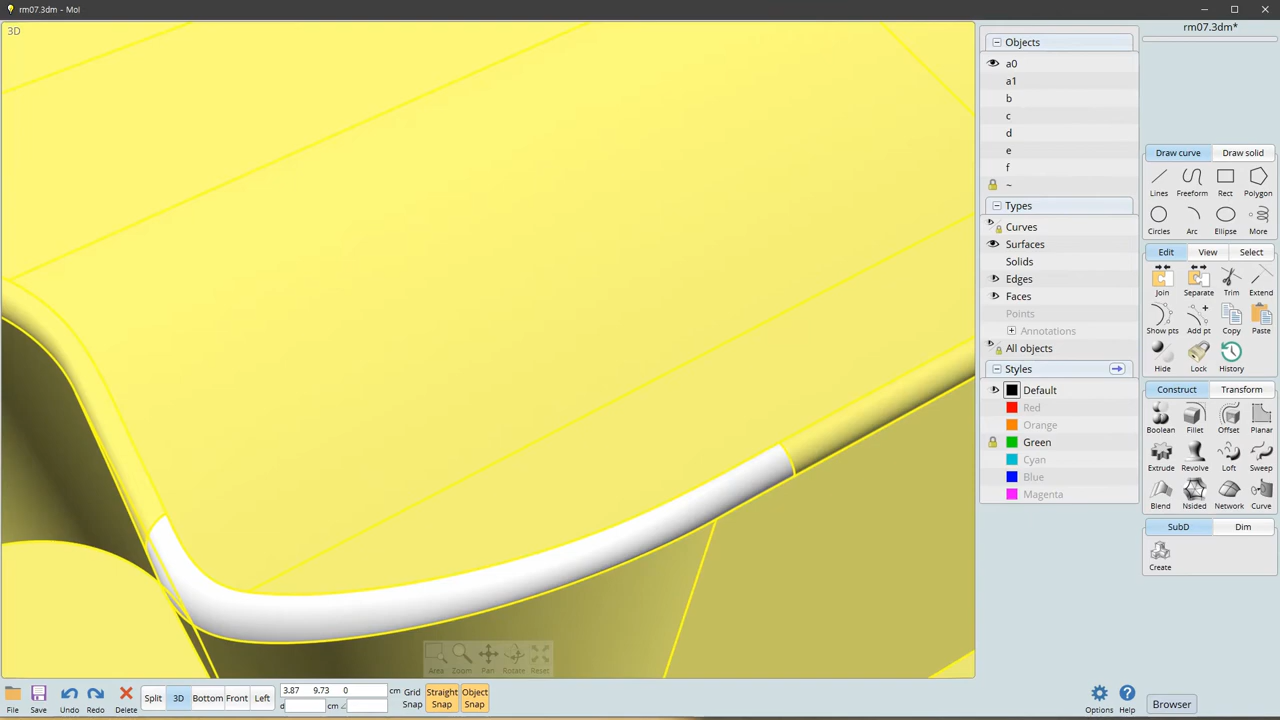 rm07.3dm - MoI
3D
Objects
a0
a1
b
c
d
e
f
~
Types
Curves
Surfaces
Solids
Edges
Faces
Points
Annotations
All objects
Styles
Default
Red
Orange
Green
Cyan
Blue
Magenta
rm07.3dm*
Draw curve Draw solid
Lines Freeform Rect Polygon
Circles Arc Ellipse More
Edit View Select
Join Separate Trim Extend
Show pts Add pt Copy Paste
Hide Lock History
Construct Transform
Boolean Fillet Offset Planar
Extrude Revolve Loft Sweep
Blend Nsided Network Curve
SubD Dim
Create
Area Zoom Pan Rotate Reset
File Save Undo Redo Delete
Split 3D Bottom Front Left
3.87 9.73 0 cm
d cm ∠
Grid Snap
Straight Snap
Object Snap
Options Help
Browser